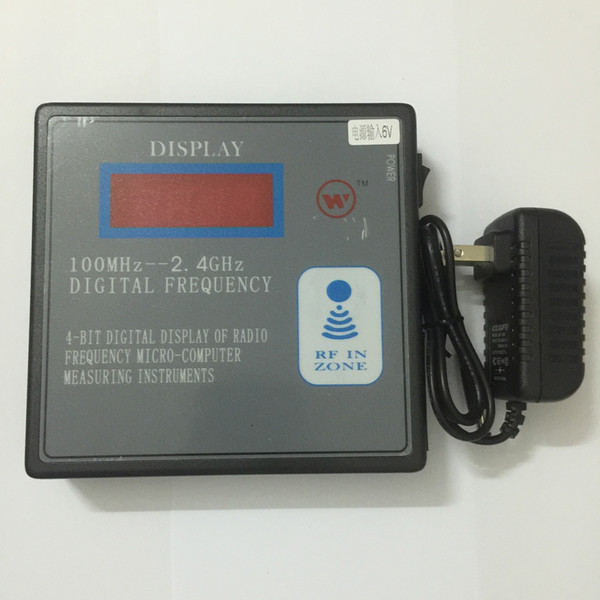 电源输入6V
DISPLAY
POWER
W TM
100MHz--2.4GHz
DIGITAL FREQUENCY
4-BIT DIGITAL DISPLAY OF RADIO
FREQUENCY MICRO-COMPUTER
MEASURING INSTRUMENTS
RF IN
ZONE